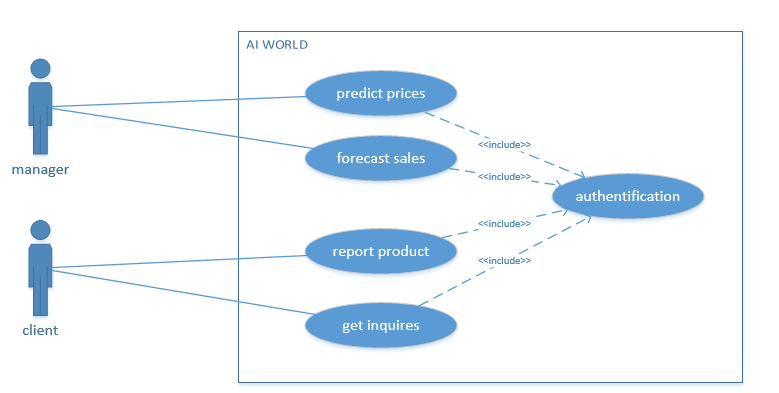 AI WORLD
predict prices
<<include>>
manager
forecast sales
<<include>>
authentification
<<include>>
report product
<<include>>
client
get inquires